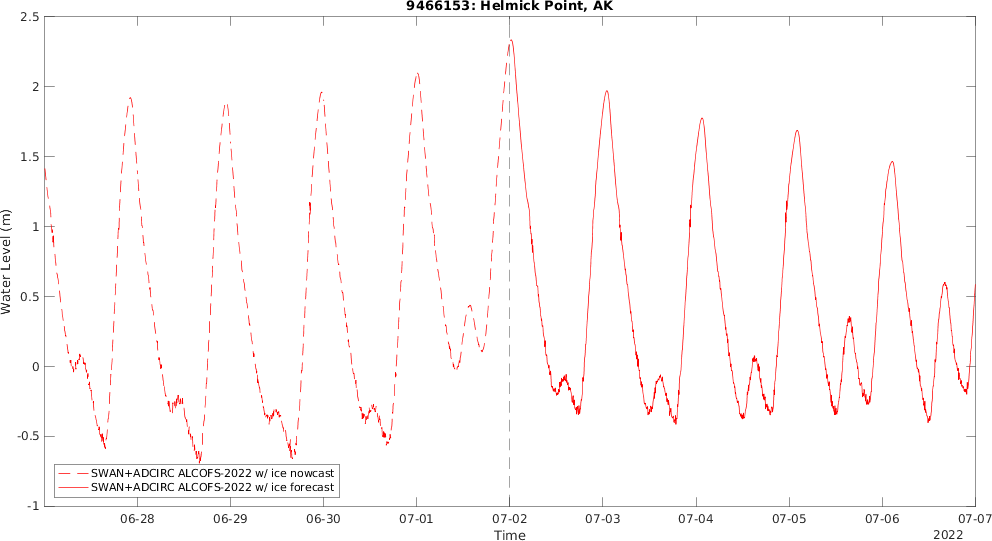 9466153: Helmick Point, AK
2.5
2
1.5
1
0.5
0
-0.5
-1
Water Level (m)
SWAN+ADCIRC ALCOFS-2022 w/ ice nowcast
SWAN+ADCIRC ALCOFS-2022 w/ ice forecast
06-28 06-29 06-30 07-01 07-02 07-03 07-04 07-05 07-06 07-07
Time
2022